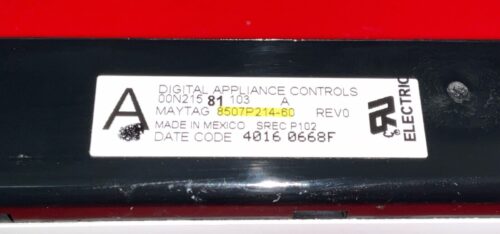 DIGITAL APPLIANCE CONTROLS
00N215 81 103 A
A
MAYTAG 8507P214-60 REV0
MADE IN MEXICO SREC P102
DATE CODE 4016 0668F
ELECTRIC